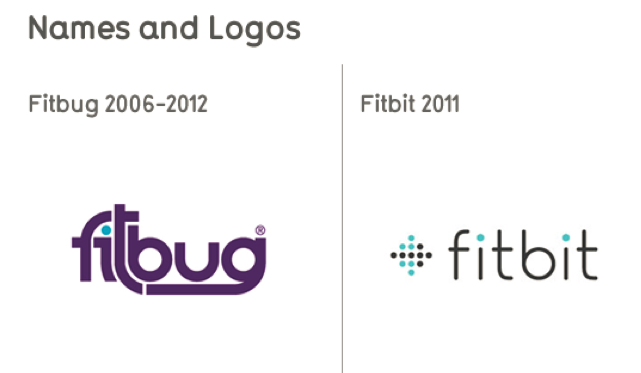 Names and Logos
Fitbug 2006-2012
Fitbit 2011
fitbug®
fitbit